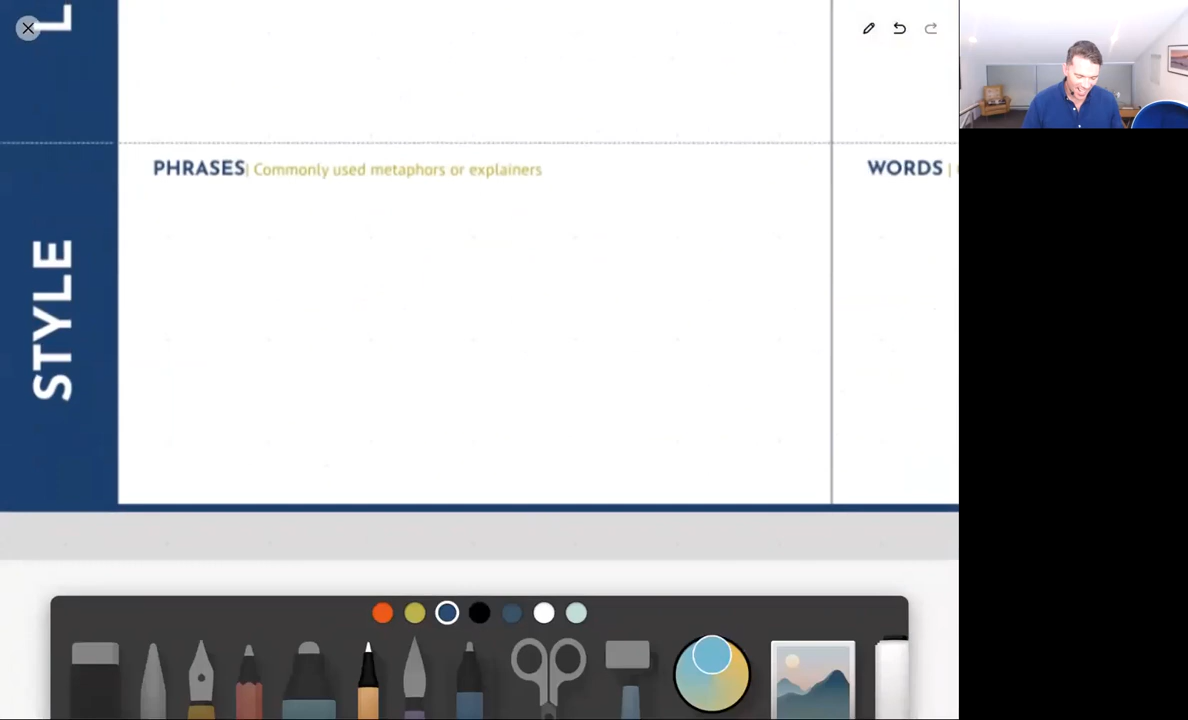 L
PHRASES| Commonly used metaphors or explainers
WORDS |
STYLE